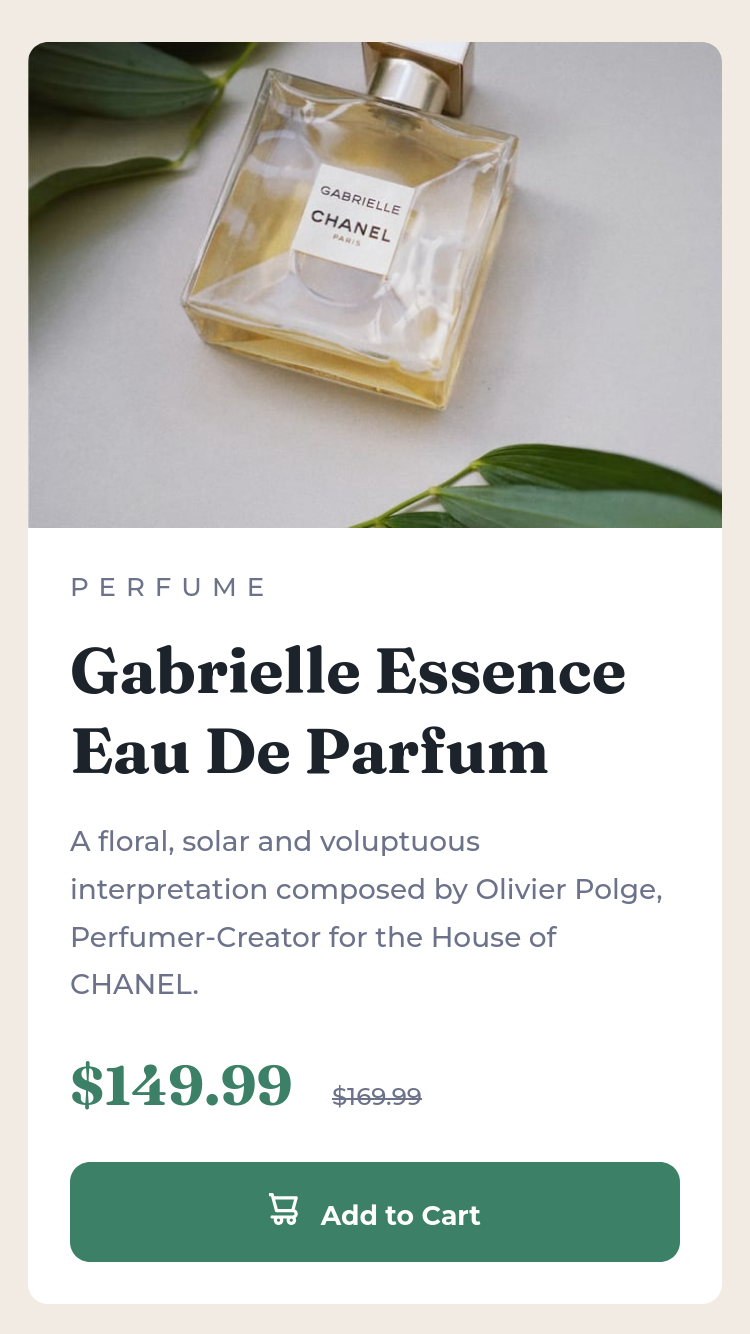 GABRIELLE
CHANEL
PARIS
PERFUME
Gabrielle Essence
Eau De Parfum
A floral, solar and voluptuous
interpretation composed by Olivier Polge,
Perfumer-Creator for the House of
CHANEL.
$149.99 $169.99
Add to Cart